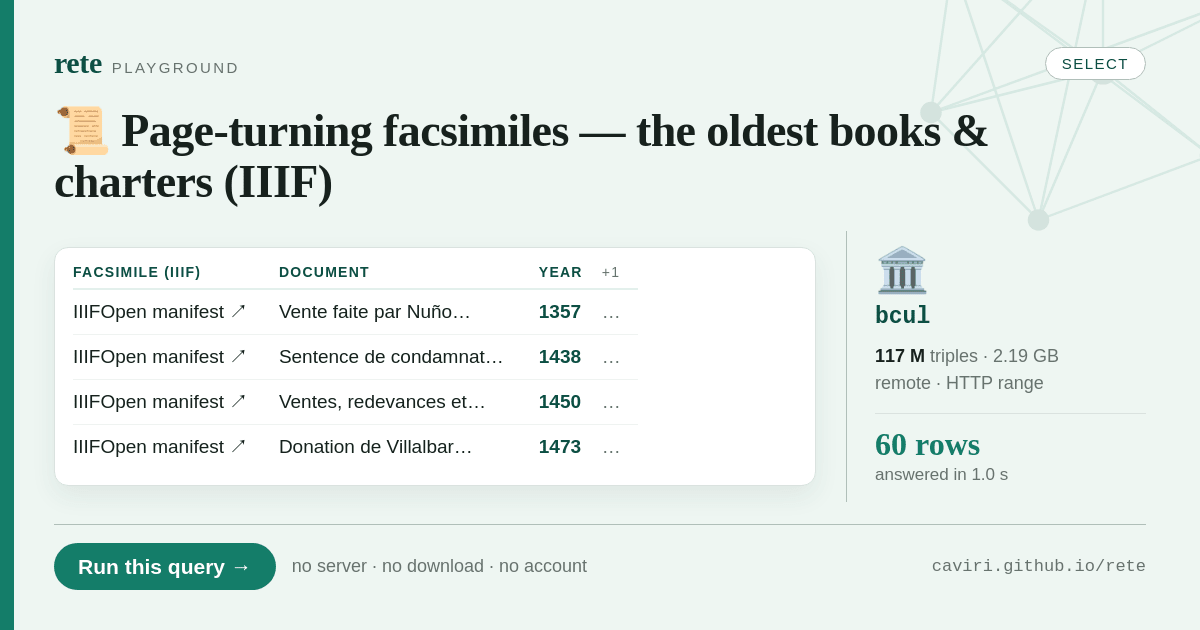 rete PLAYGROUND
SELECT
📜 Page-turning facsimiles — the oldest books &
charters (IIIF)
FACSIMILE (IIIF) DOCUMENT YEAR +1
IIIFOpen manifest ↗ Vente faite par Nuño… 1357 …
IIIFOpen manifest ↗ Sentence de condamnat… 1438 …
IIIFOpen manifest ↗ Ventes, redevances et… 1450 …
IIIFOpen manifest ↗ Donation de Villalbar… 1473 …
bcul
117 M triples · 2.19 GB
remote · HTTP range
60 rows
answered in 1.0 s
Run this query →
no server · no download · no account
caviri.github.io/rete